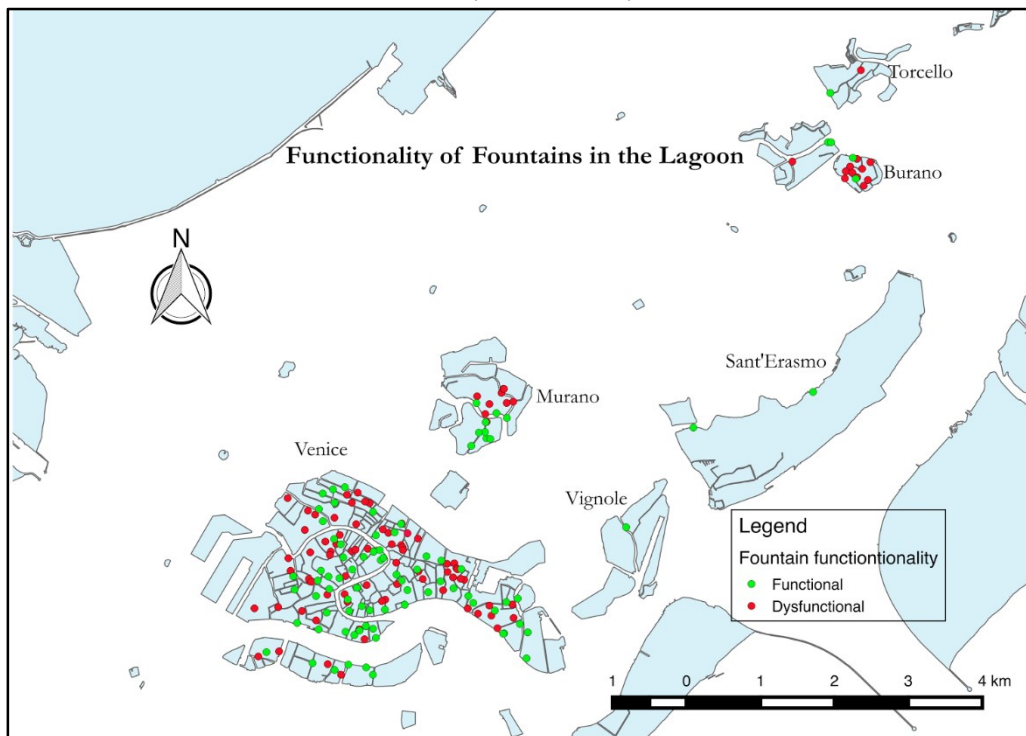 Torcello
Functionality of Fountains in the Lagoon
Burano
N
Sant'Erasmo
Murano
Venice
Vignole
Legend
Fountain functiontionality
Functional
Dysfunctional
1 0 1 2 3 4 km